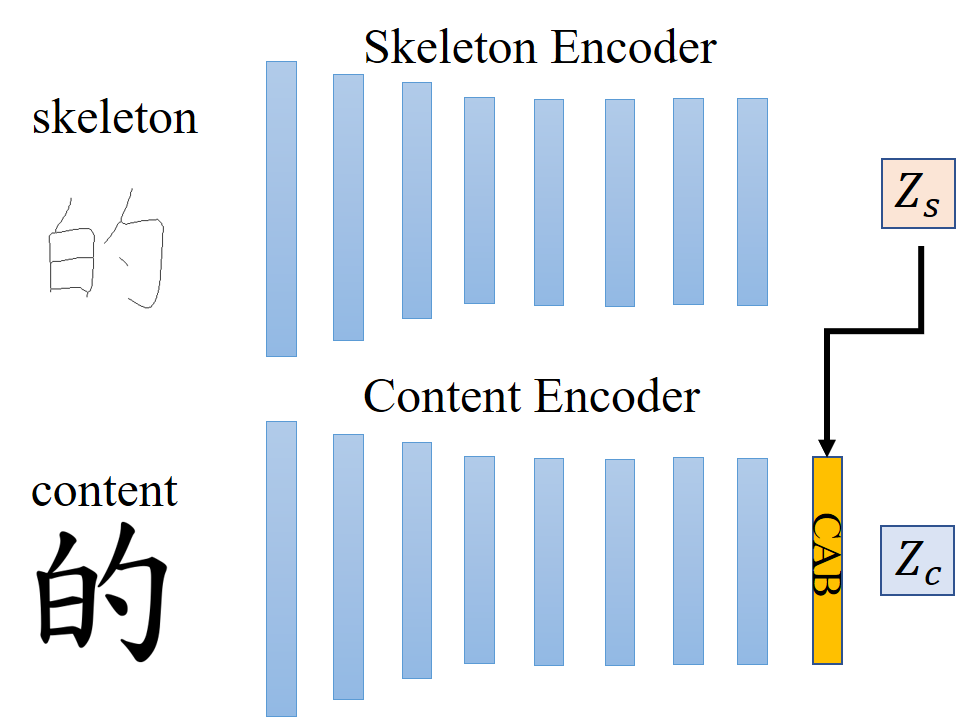 Skeleton Encoder
skeleton
的
Z_s
Content Encoder
content
的
CAB
Z_c